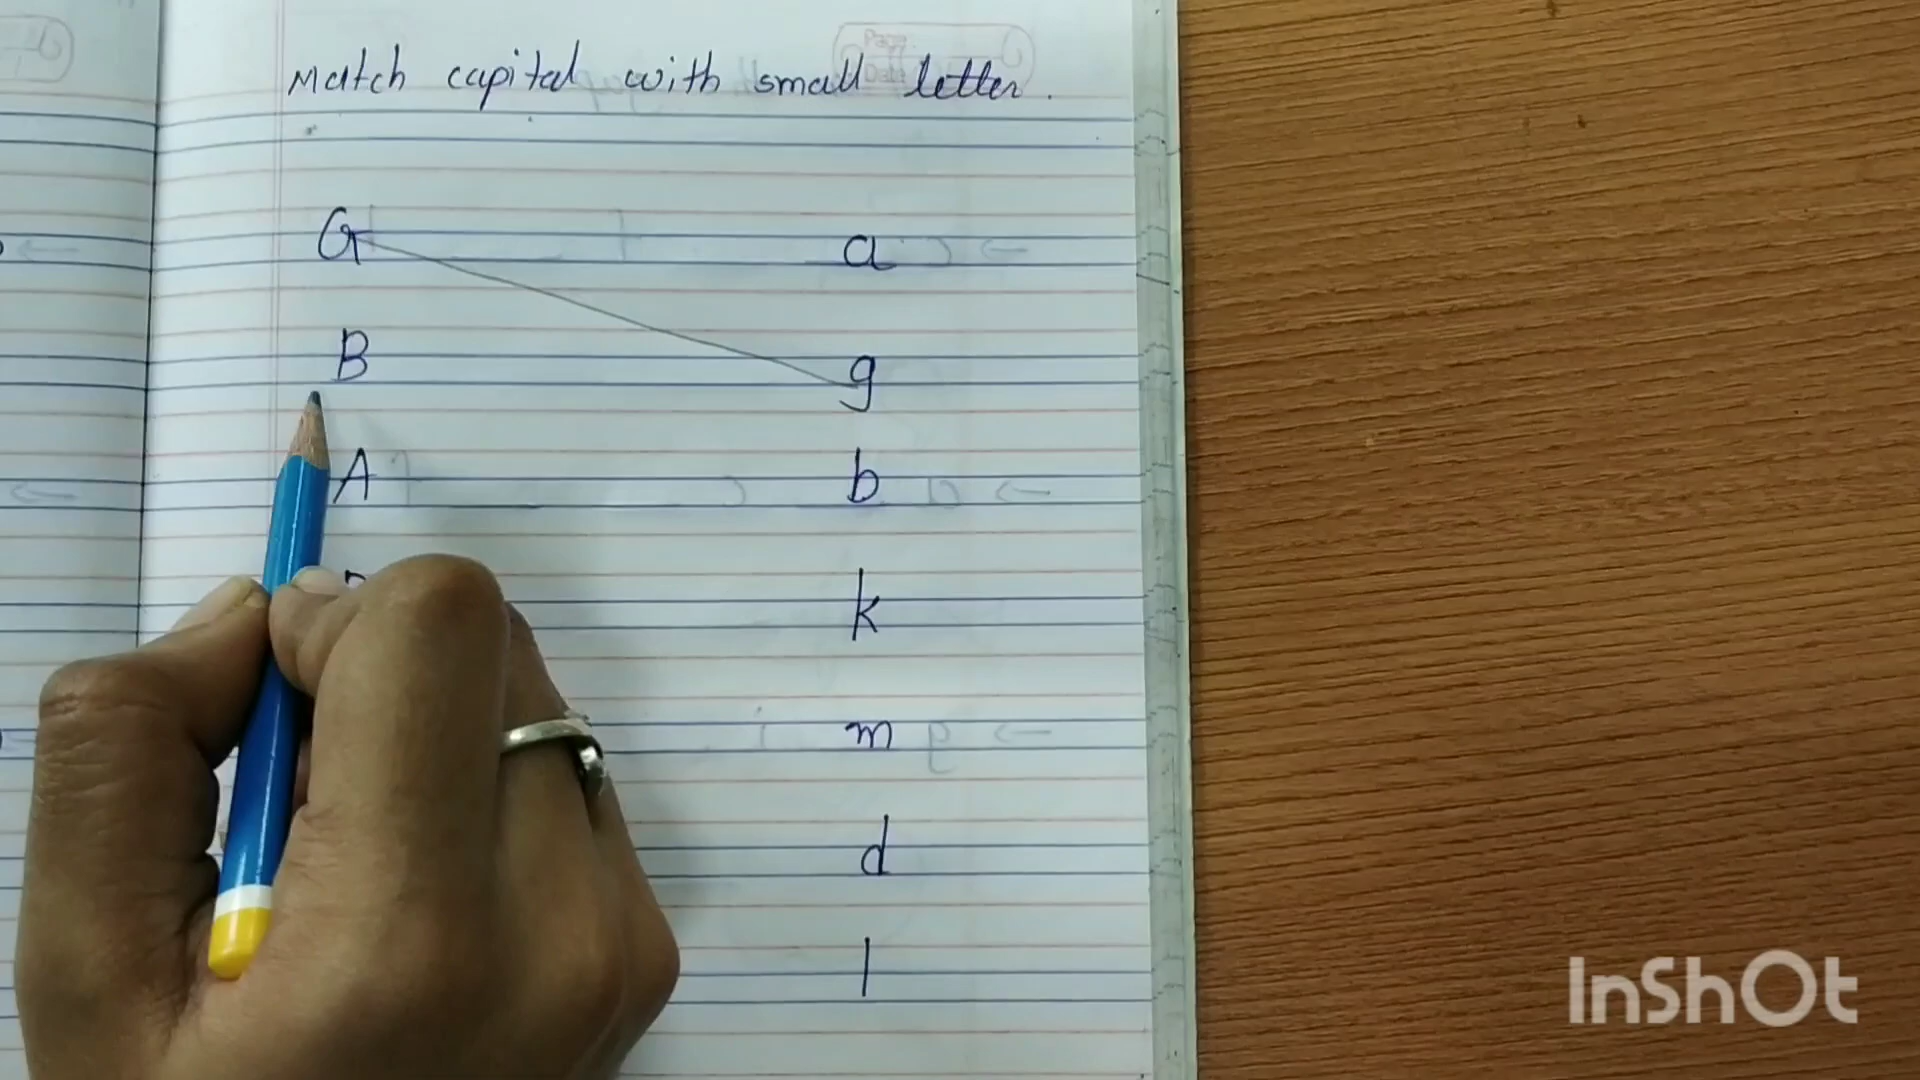 Match capital with small letter.
G a
B g
A b
k
m
d
l
InShOt